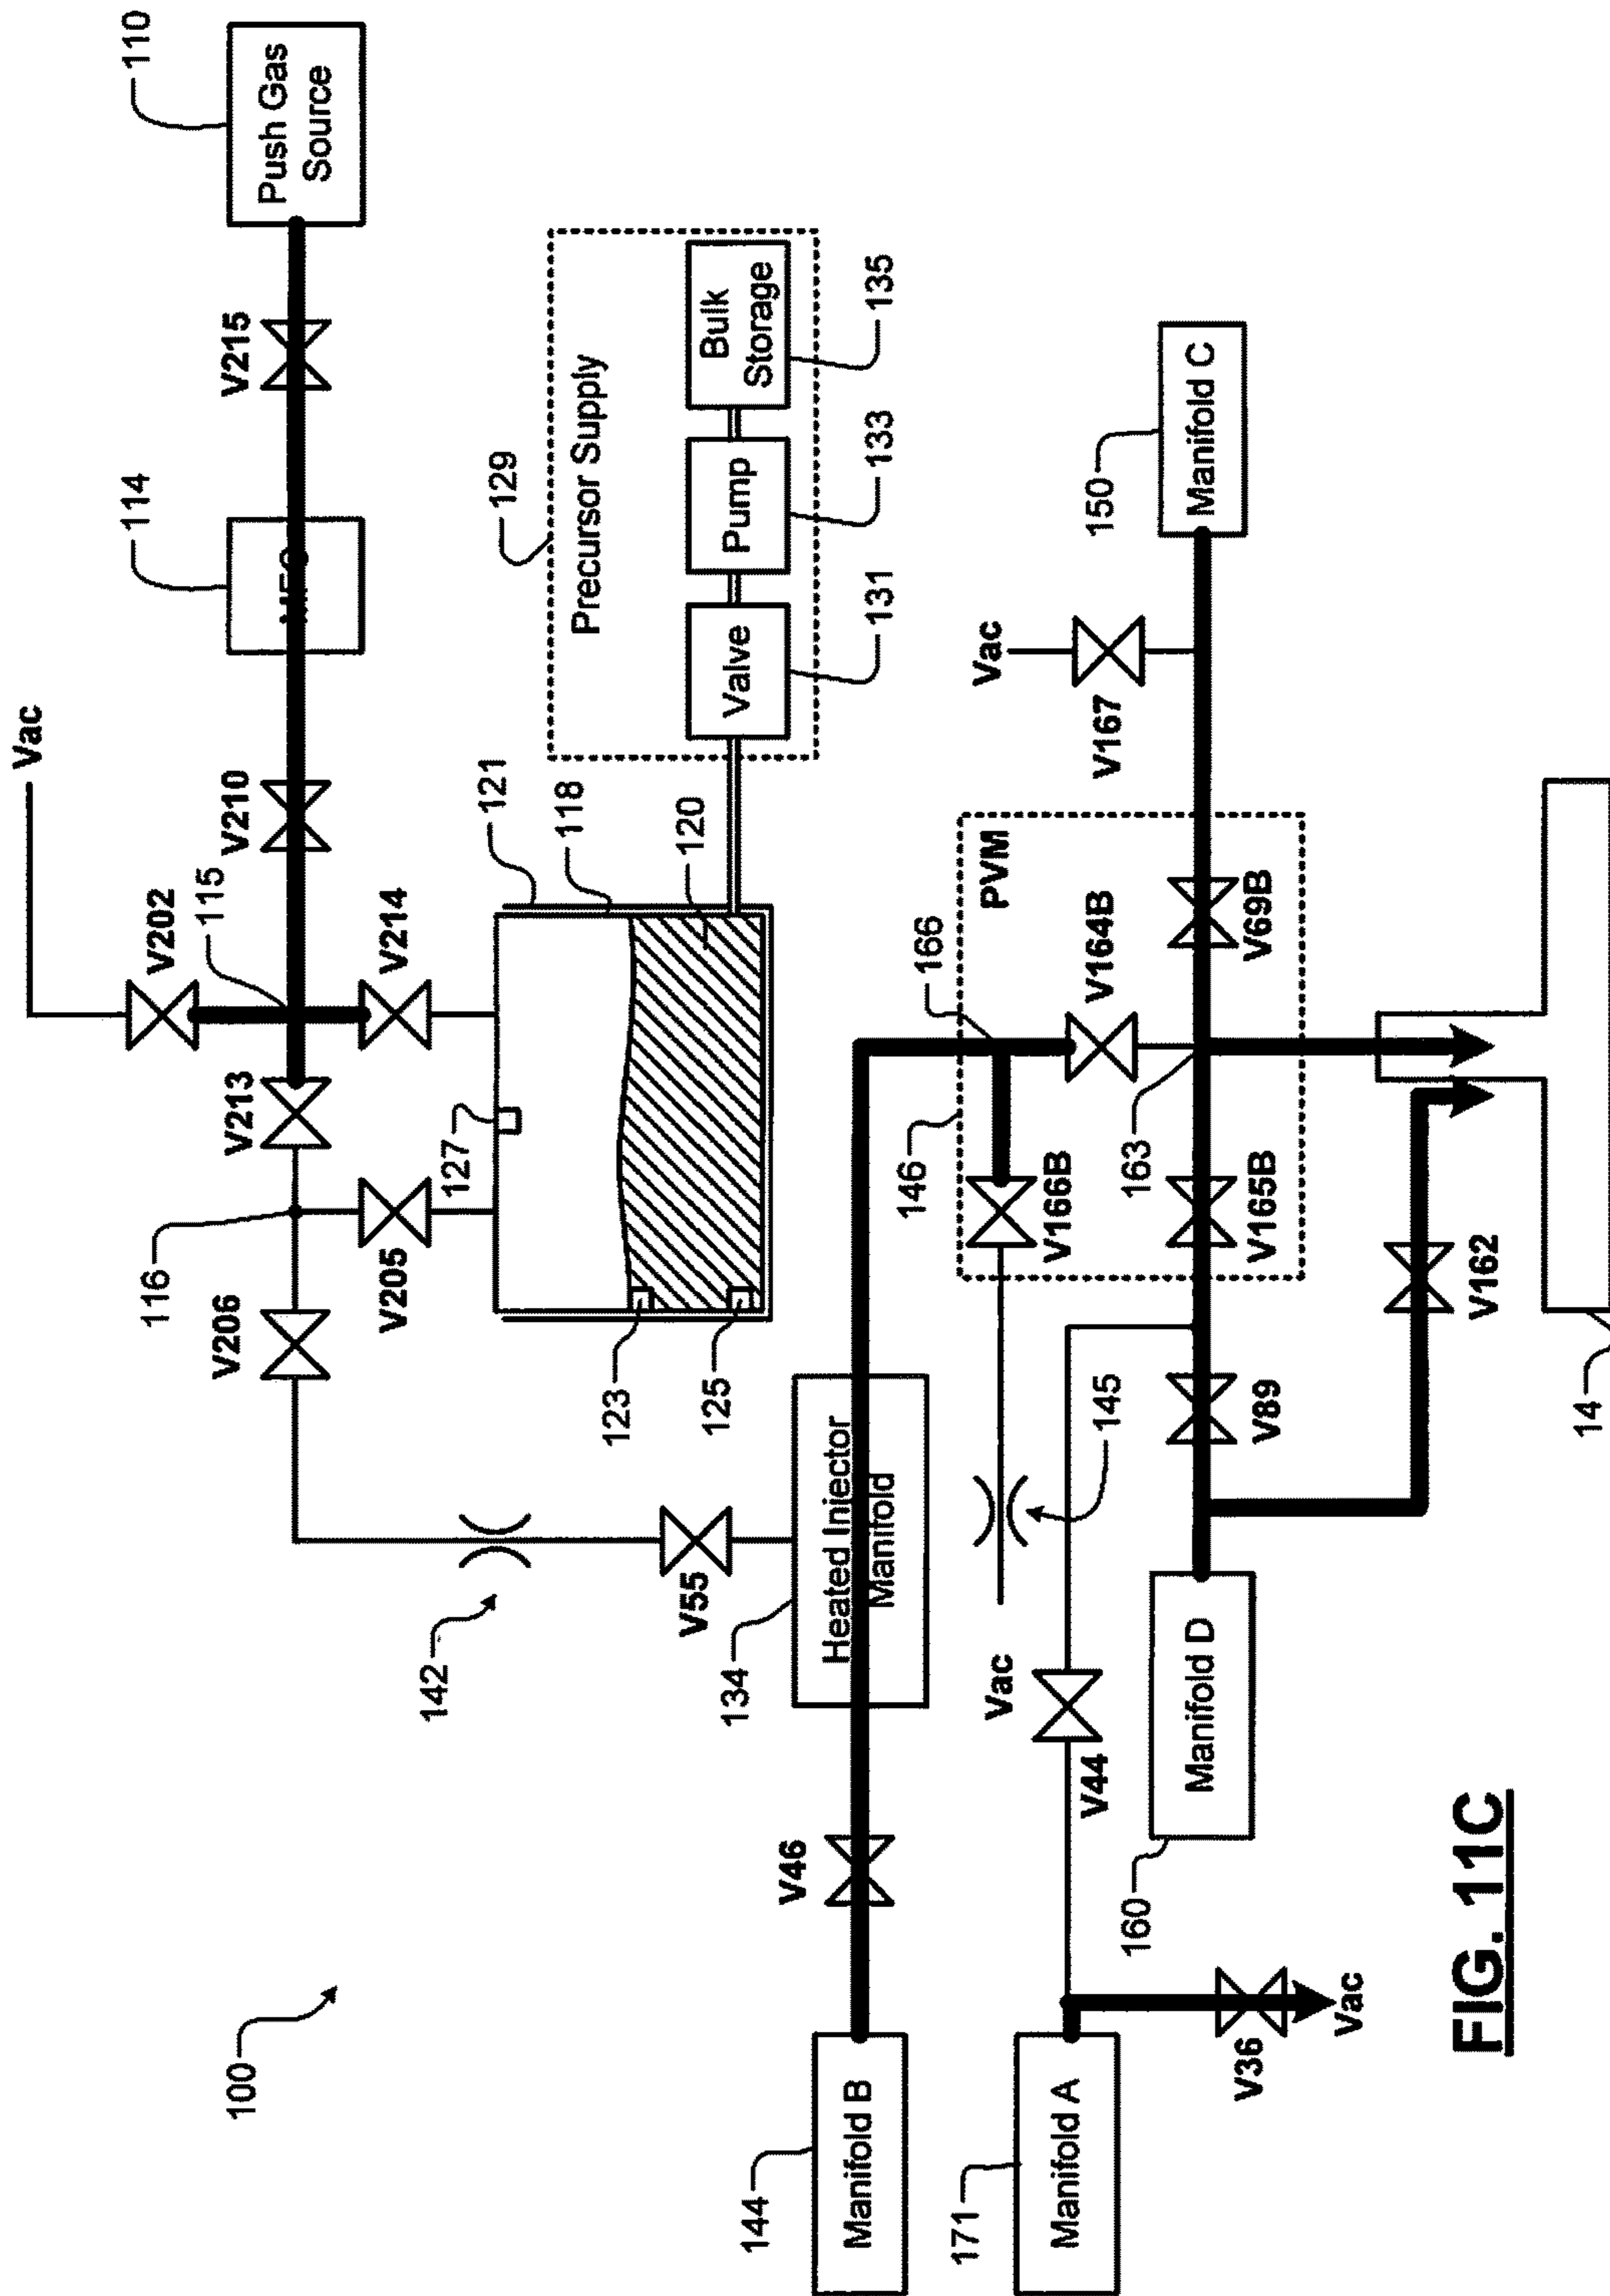 100
Vac
V202
115
V210
114
V215
110
Push Gas
Source
116
V213
V206
V214
V205
127
121
118
120
129
Precursor Supply
Valve
Pump
Bulk
Storage
131
133
135
123
125
142
V55
134
Heated Injector
Manifold
144
Manifold B
V46
146
166
PVM
V164B
V166B
163
V165B
V69B
Vac
V167
150
Manifold C
145
Vac
171
Manifold A
V44
V36
Vac
160
Manifold D
V89
V162
14
FIG. 11C